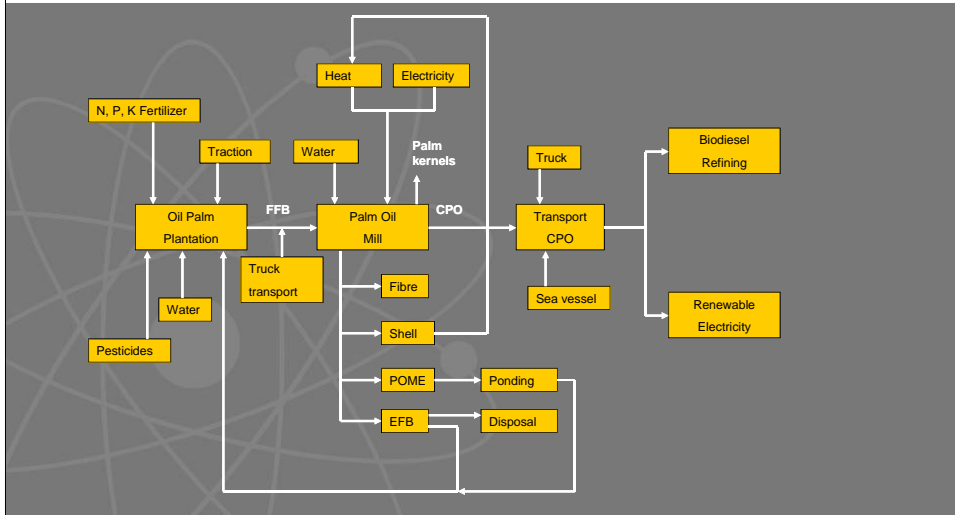 Heat
Electricity
N, P, K Fertilizer
Traction
Water
Palm
kernels
Truck
Biodiesel
Refining
Oil Palm
Plantation
FFB
Palm Oil
Mill
CPO
Transport
CPO
Truck
transport
Fibre
Sea vessel
Renewable
Electricity
Water
Shell
Pesticides
POME
Ponding
EFB
Disposal